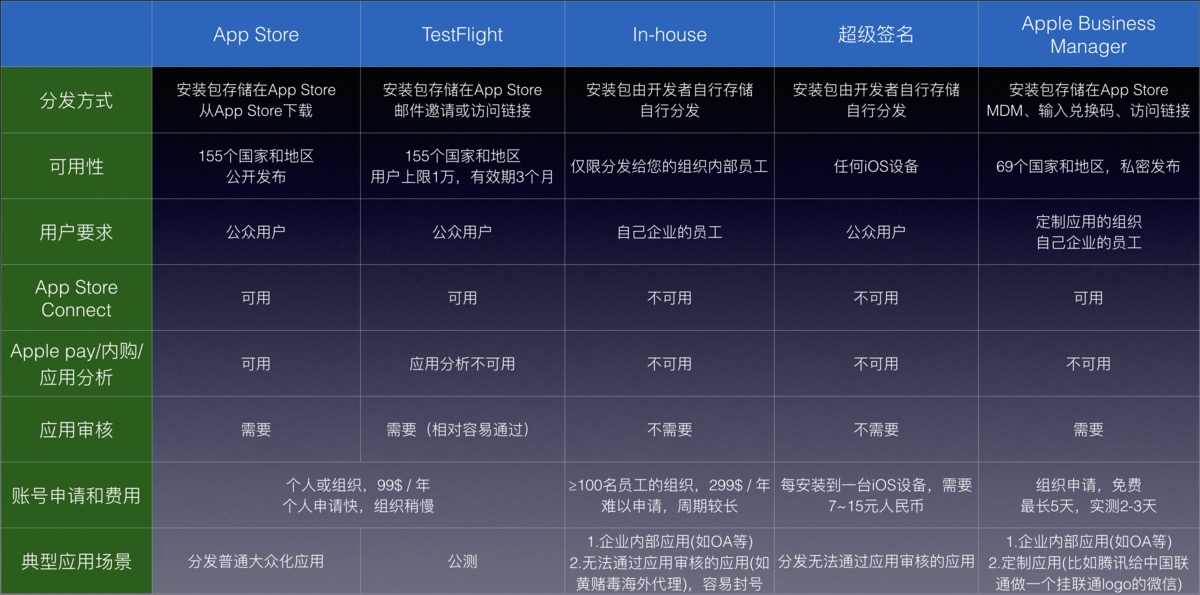 App Store
TestFlight
In-house
超级签名
Apple Business
Manager
分发方式
安装包存储在App Store
从App Store下载
安装包存储在App Store
邮件邀请或访问链接
安装包由开发者自行存储
自行分发
安装包由开发者自行存储
自行分发
安装包存储在App Store
MDM、输入兑换码、访问链接
可用性
155个国家和地区
公开发布
155个国家和地区
用户上限1万，有效期3个月
仅限分发给您的组织内部员工
任何iOS设备
69个国家和地区，私密发布
用户要求
公众用户
公众用户
自己企业的员工
公众用户
定制应用的组织
自己企业的员工
App Store
Connect
可用
可用
不可用
不可用
可用
Apple pay/内购/
应用分析
可用
应用分析不可用
不可用
不可用
不可用
应用审核
需要
需要（相对容易通过）
不需要
不需要
需要
账号申请和费用
个人或组织，99$ / 年
个人申请快，组织稍慢
≥100名员工的组织，299$ / 年
难以申请，周期较长
每安装到一台iOS设备，需要
7~15元人民币
组织申请，免费
最长5天，实测2-3天
典型应用场景
分发普通大众化应用
公测
1.企业内部应用(如OA等)
2.无法通过应用审核的应用(如
黄赌毒海外代理)，容易封号
分发无法通过应用审核的应用
1.企业内部应用(如OA等)
2.定制应用(比如腾讯给中国联
通做一个挂联通logo的微信)